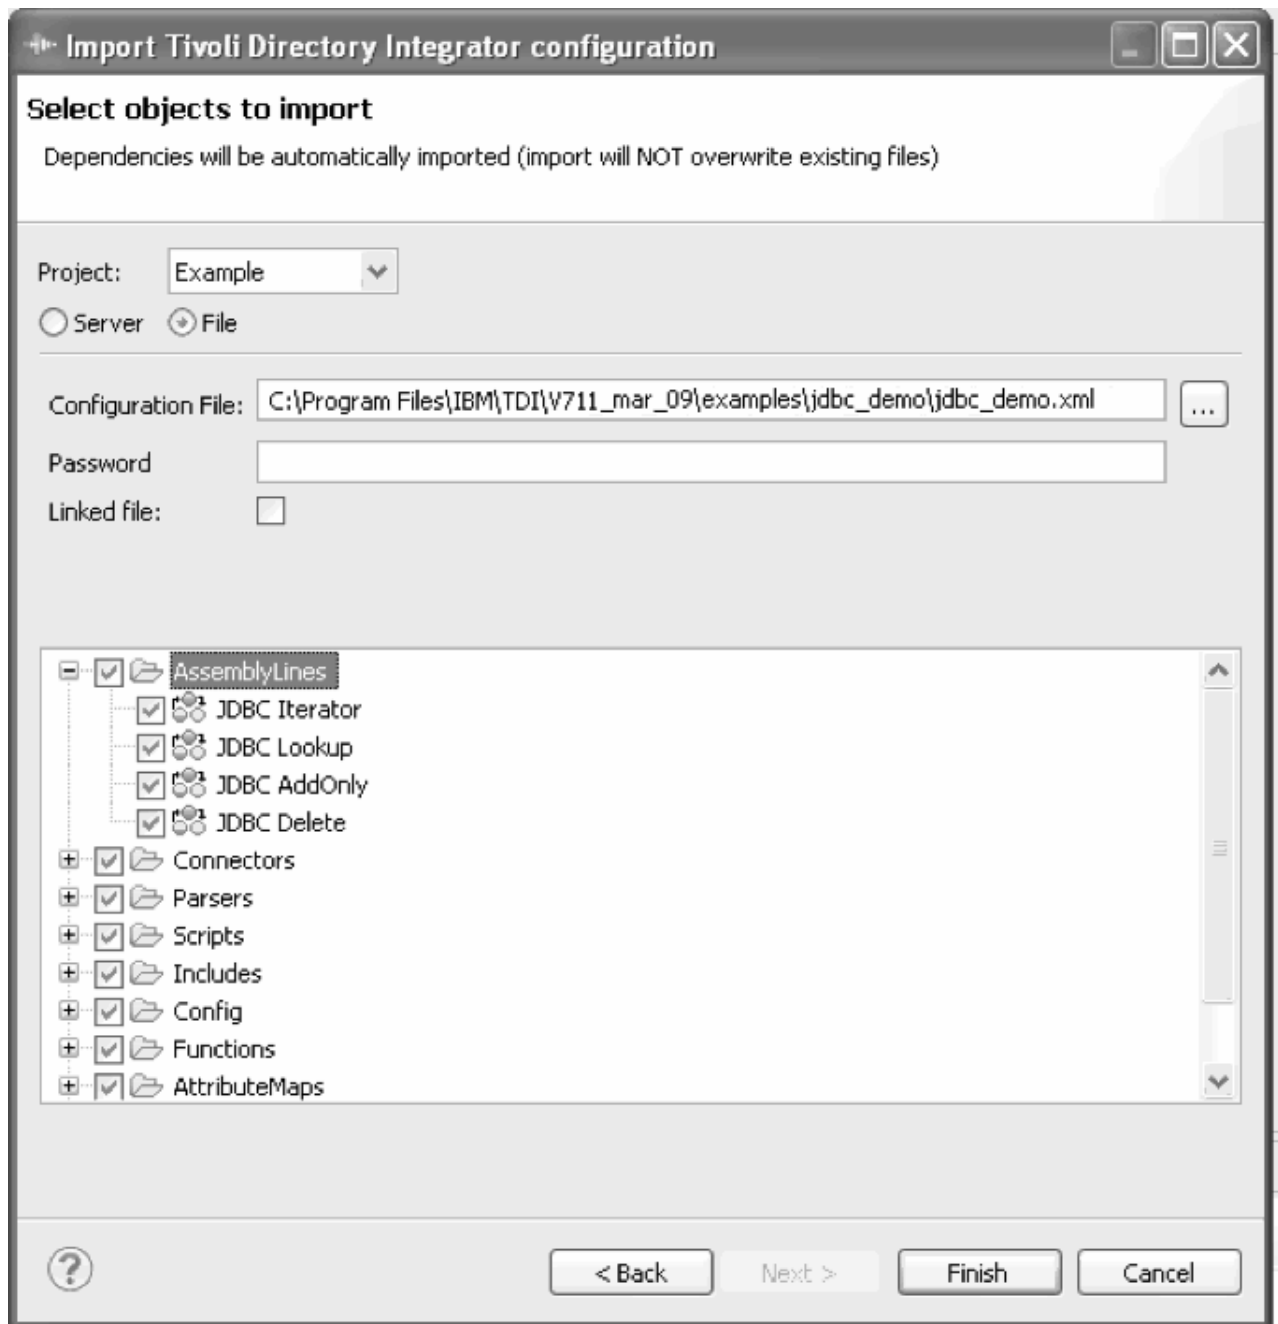 Import Tivoli Directory Integrator configuration
Select objects to import
Dependencies will be automatically imported (import will NOT overwrite existing files)
Project: Example
Server File
Configuration File: C:\Program Files\IBM\TDI\V711_mar_09\examples\jdbc_demo\jdbc_demo.xml ...
Password
Linked file:
AssemblyLines
JDBC Iterator
JDBC Lookup
JDBC AddOnly
JDBC Delete
Connectors
Parsers
Scripts
Includes
Config
Functions
AttributeMaps
? < Back Next > Finish Cancel